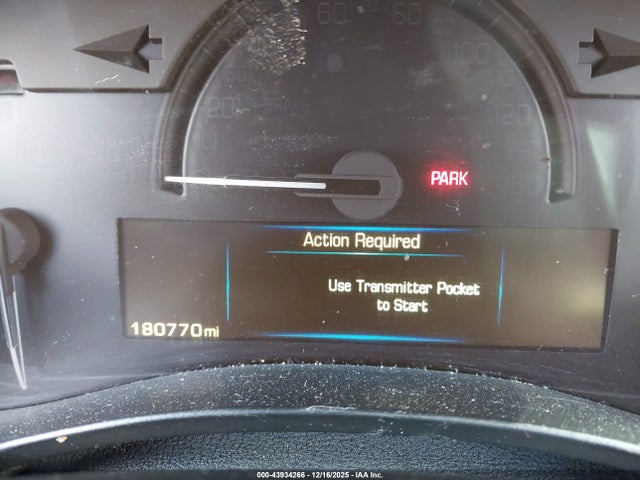 60 80
100
20
120
PARK
Action Required
Use Transmitter Pocket
to Start
180770mi
000-43934266 - 12/16/2025 - IAA Inc.